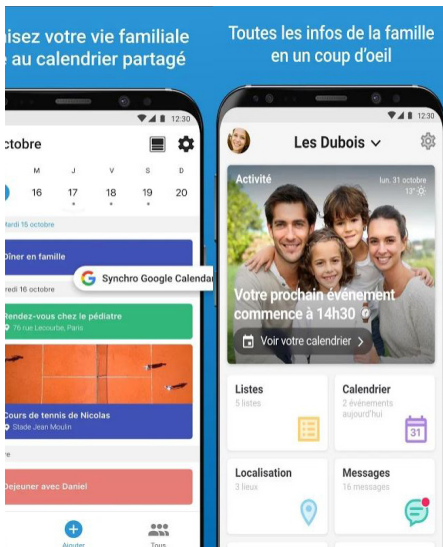 isez votre vie familiale
au calendrier partagé
12:30
ctobre
M J V S D
16 17 18 19 20
Mardi 15 octobre
Dîner en famille
Synchro Google Calendar
redi 16 octobre
Rendez-vous chez le pédiatre
76 rue Lecourbe, Paris
Cours de tennis de Nicolas
Stade Jean Moulin
re
Dejeuner avec Daniel
Ajouter
Tous
Toutes les infos de la famille
en un coup d'oeil
12:30
Les Dubois
Activité
lun. 31 octobre
13°
Votre prochain événement
commence à 14h30
Voir votre calendrier >
Listes
5 listes
Calendrier
2 événements
aujourd'hui
31
Localisation
3 lieux
Messages
16 messages